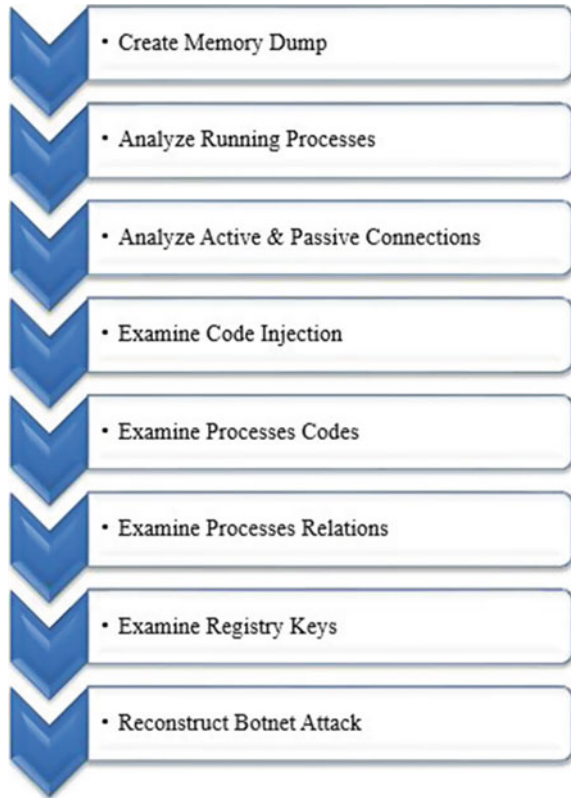 • Create Memory Dump
• Analyze Running Processes
• Analyze Active & Passive Connections
• Examine Code Injection
• Examine Processes Codes
• Examine Processes Relations
• Examine Registry Keys
• Reconstruct Botnet Attack